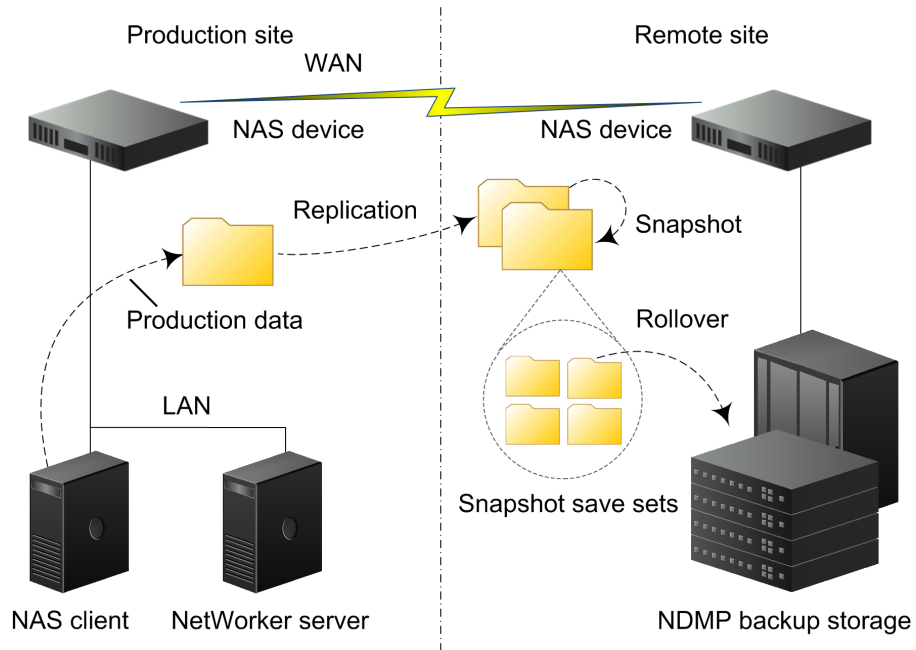 Production site
Remote site
WAN
NAS device
NAS device
Replication
Snapshot
Production data
Rollover
LAN
Snapshot save sets
NAS client
NetWorker server
NDMP backup storage